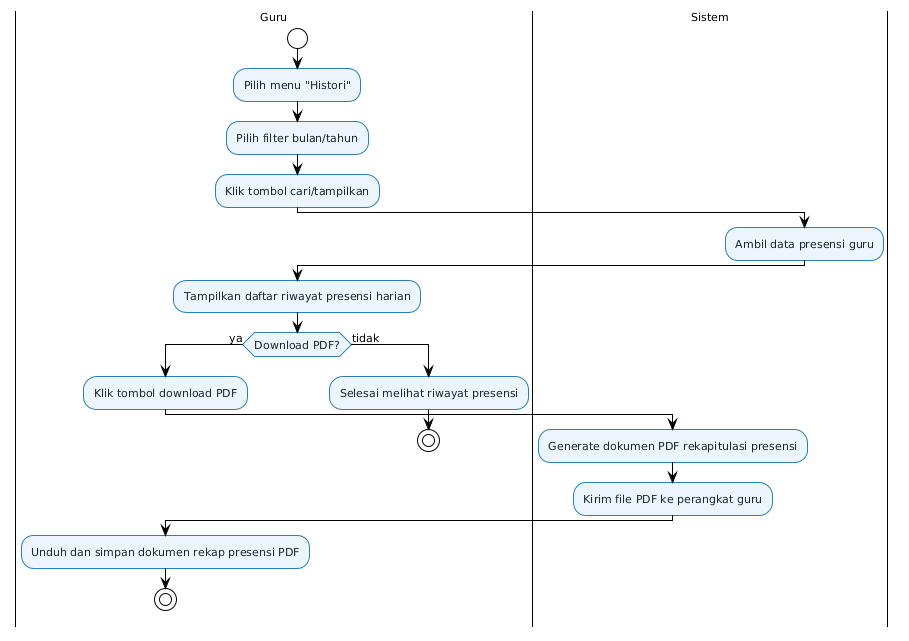 Guru
Sistem
Pilih menu "Histori"
Pilih filter bulan/tahun
Klik tombol cari/tampilkan
Ambil data presensi guru
Tampilkan daftar riwayat presensi harian
ya
Download PDF?
tidak
Klik tombol download PDF
Selesai melihat riwayat presensi
Generate dokumen PDF rekapitulasi presensi
Kirim file PDF ke perangkat guru
Unduh dan simpan dokumen rekap presensi PDF